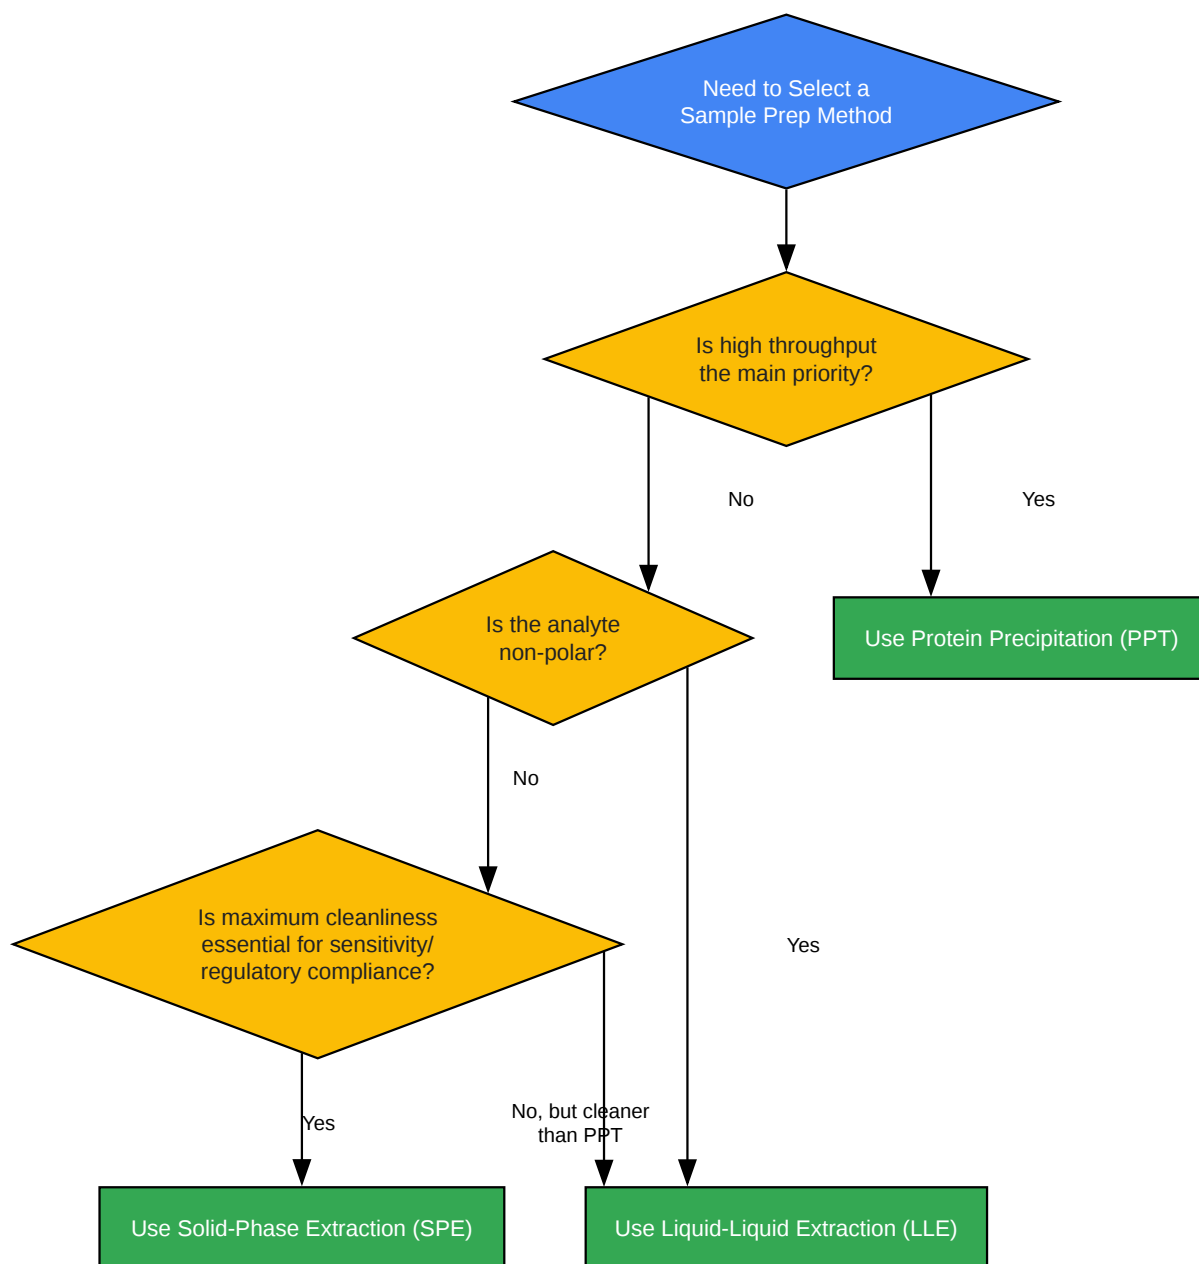 Need to Select a
Sample Prep Method
Is high throughput
the main priority?
No
Yes
Is the analyte
non-polar?
Use Protein Precipitation (PPT)
No
Is maximum cleanliness
essential for sensitivity/
regulatory compliance?
Yes
Yes
No, but cleaner
than PPT
Use Solid-Phase Extraction (SPE)
Use Liquid-Liquid Extraction (LLE)